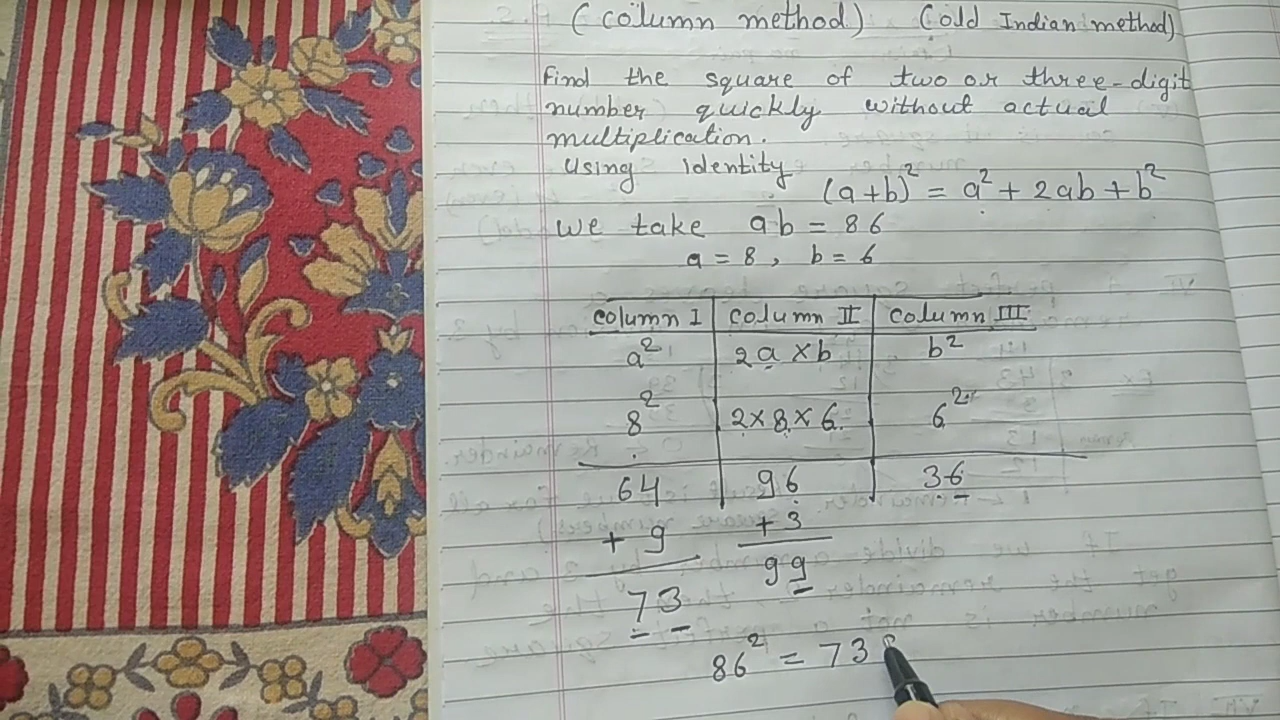 (column method) (old Indian method)
Find the square of two or three-digit
number quickly without actual
multiplication.
Using Identity
(a+b)² = a² + 2ab + b²
We take ab = 86
a = 8, b = 6
column I column II column III
a² 2a × b b²
8² 2×8×6 6²
64 96 36
+ 9 + 3
99
73
86² = 73